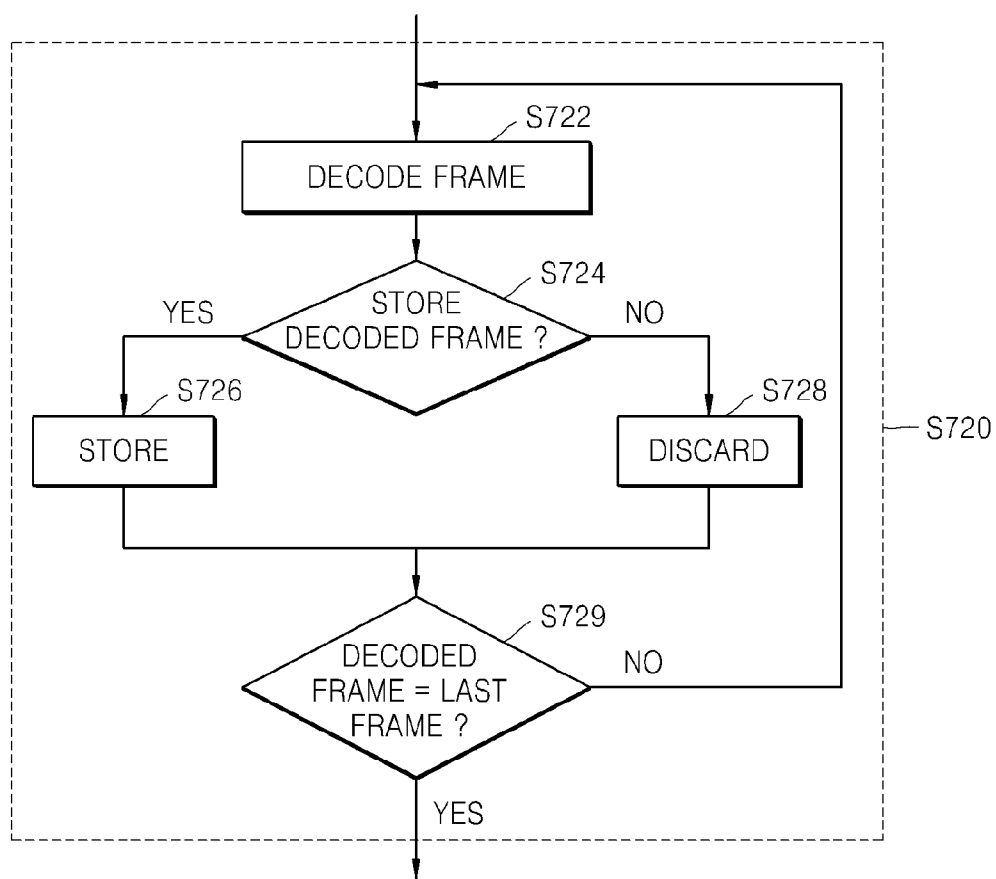 S722
DECODE FRAME
S724
STORE
DECODED FRAME ?
YES
NO
S726
STORE
S728
DISCARD
S720
S729
DECODED
FRAME = LAST
FRAME ?
NO
YES